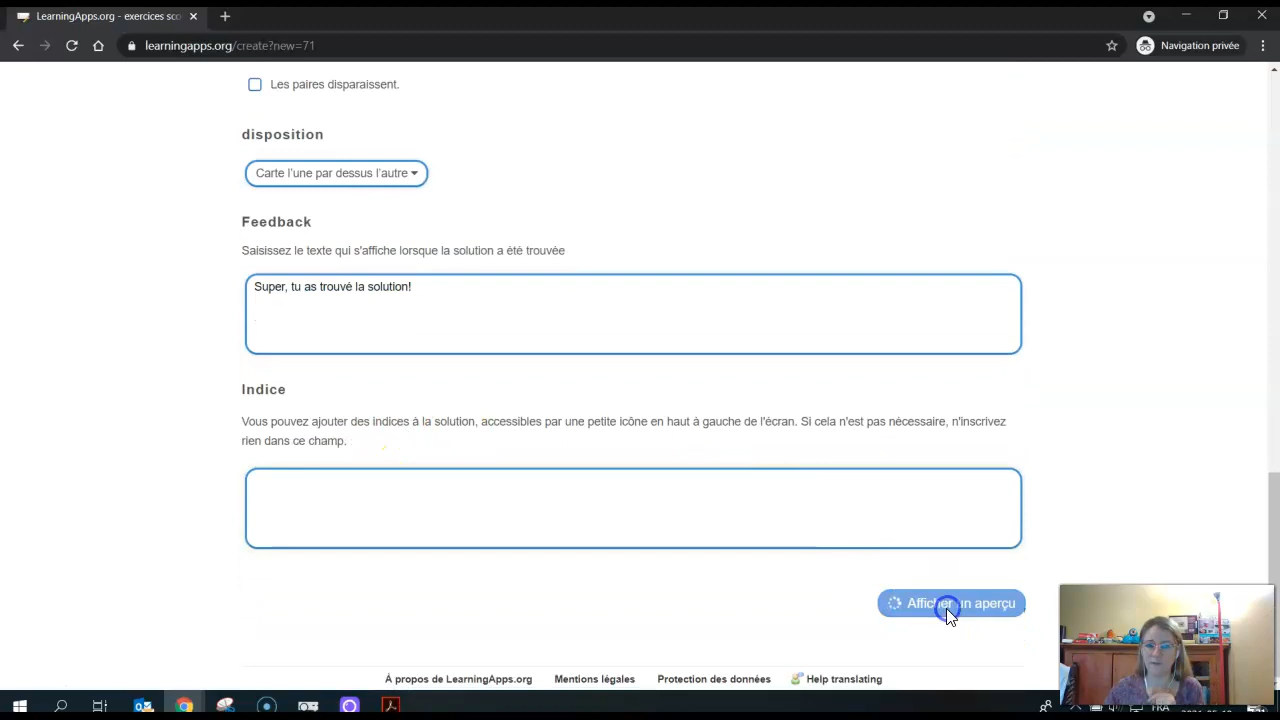 LearningApps.org - exercices sco
learningapps.org/create?new=71
Navigation privée
Les paires disparaissent.
disposition
Carte l'une par dessus l'autre
Feedback
Saisissez le texte qui s'affiche lorsque la solution a été trouvée
Super, tu as trouvé la solution!
Indice
Vous pouvez ajouter des indices à la solution, accessibles par une petite icône en haut à gauche de l'écran. Si cela n'est pas nécessaire, n'inscrivez
rien dans ce champ.
Afficher un aperçu
À propos de LearningApps.org
Mentions légales
Protection des données
Help translating
FRA